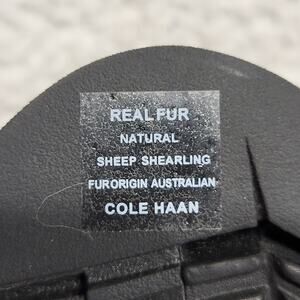 REAL FUR
NATURAL
SHEEP SHEARLING
FURORIGIN AUSTRALIAN
COLE HAAN